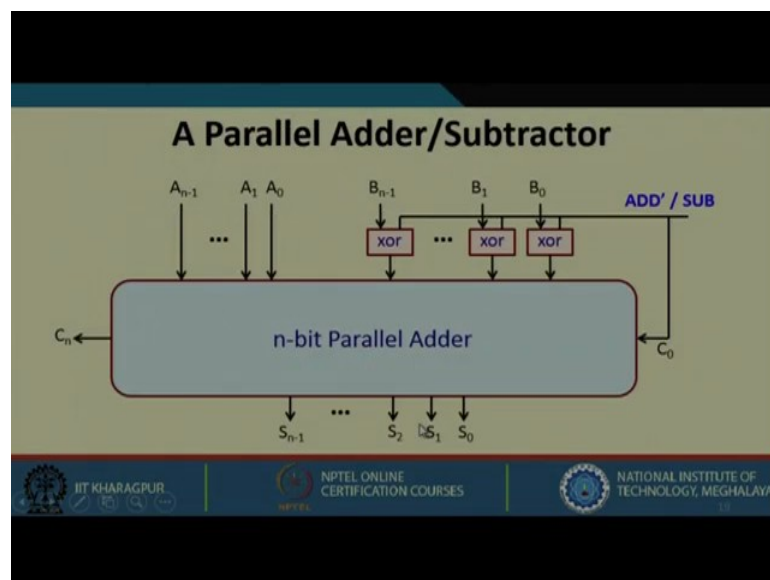 A Parallel Adder/Subtractor
Aₙ₋₁ A₁ A₀ Bₙ₋₁ B₁ B₀ ADD' / SUB
... xor ... xor xor
Cₙ n-bit Parallel Adder C₀
Sₙ₋₁ ... S₂ S₁ S₀
IIT KHARAGPUR
NPTEL
NPTEL ONLINE
CERTIFICATION COURSES
NATIONAL INSTITUTE OF
TECHNOLOGY, MEGHALAYA